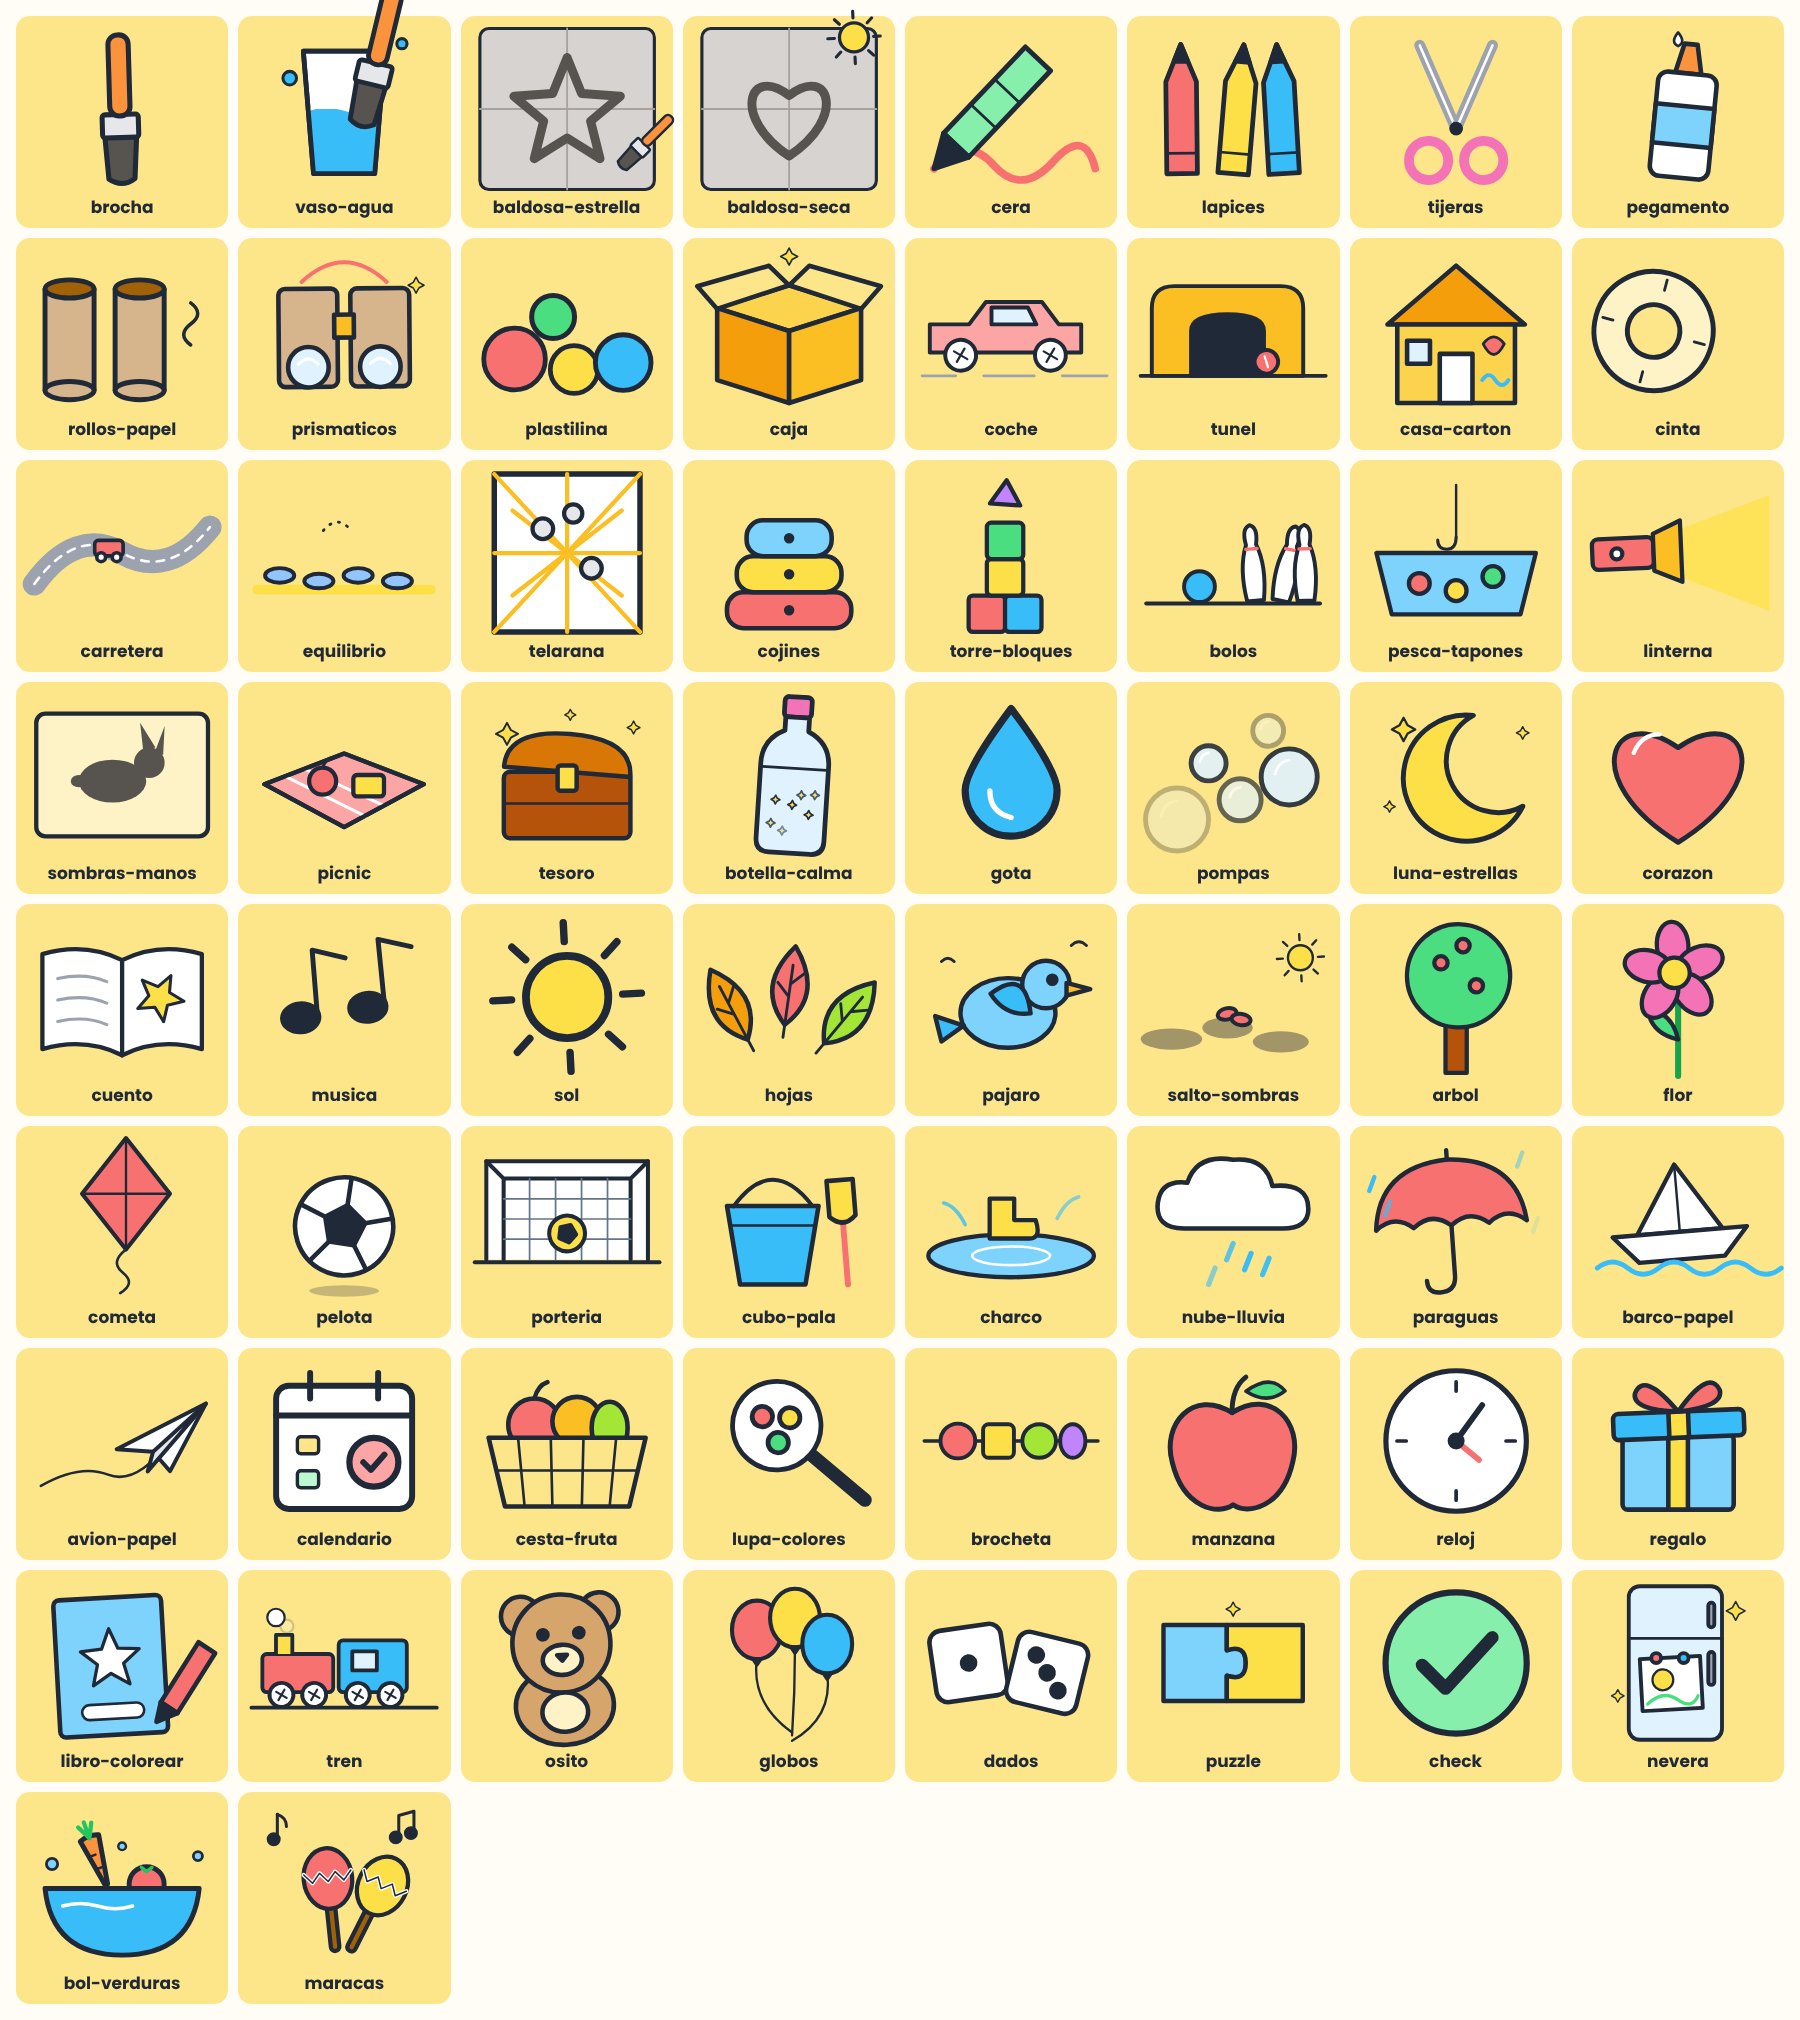 brocha
vaso-agua
baldosa-estrella
baldosa-seca
cera
lapices
tijeras
pegamento
rollos-papel
prismaticos
plastilina
caja
coche
tunel
casa-carton
cinta
carretera
equilibrio
telarana
cojines
torre-bloques
bolos
pesca-tapones
linterna
sombras-manos
picnic
tesoro
botella-calma
gota
pompas
luna-estrellas
corazon
cuento
musica
sol
hojas
pajaro
salto-sombras
arbol
flor
cometa
pelota
porteria
cubo-pala
charco
nube-lluvia
paraguas
barco-papel
avion-papel
calendario
cesta-fruta
lupa-colores
brocheta
manzana
reloj
regalo
libro-colorear
tren
osito
globos
dados
puzzle
check
nevera
bol-verduras
maracas